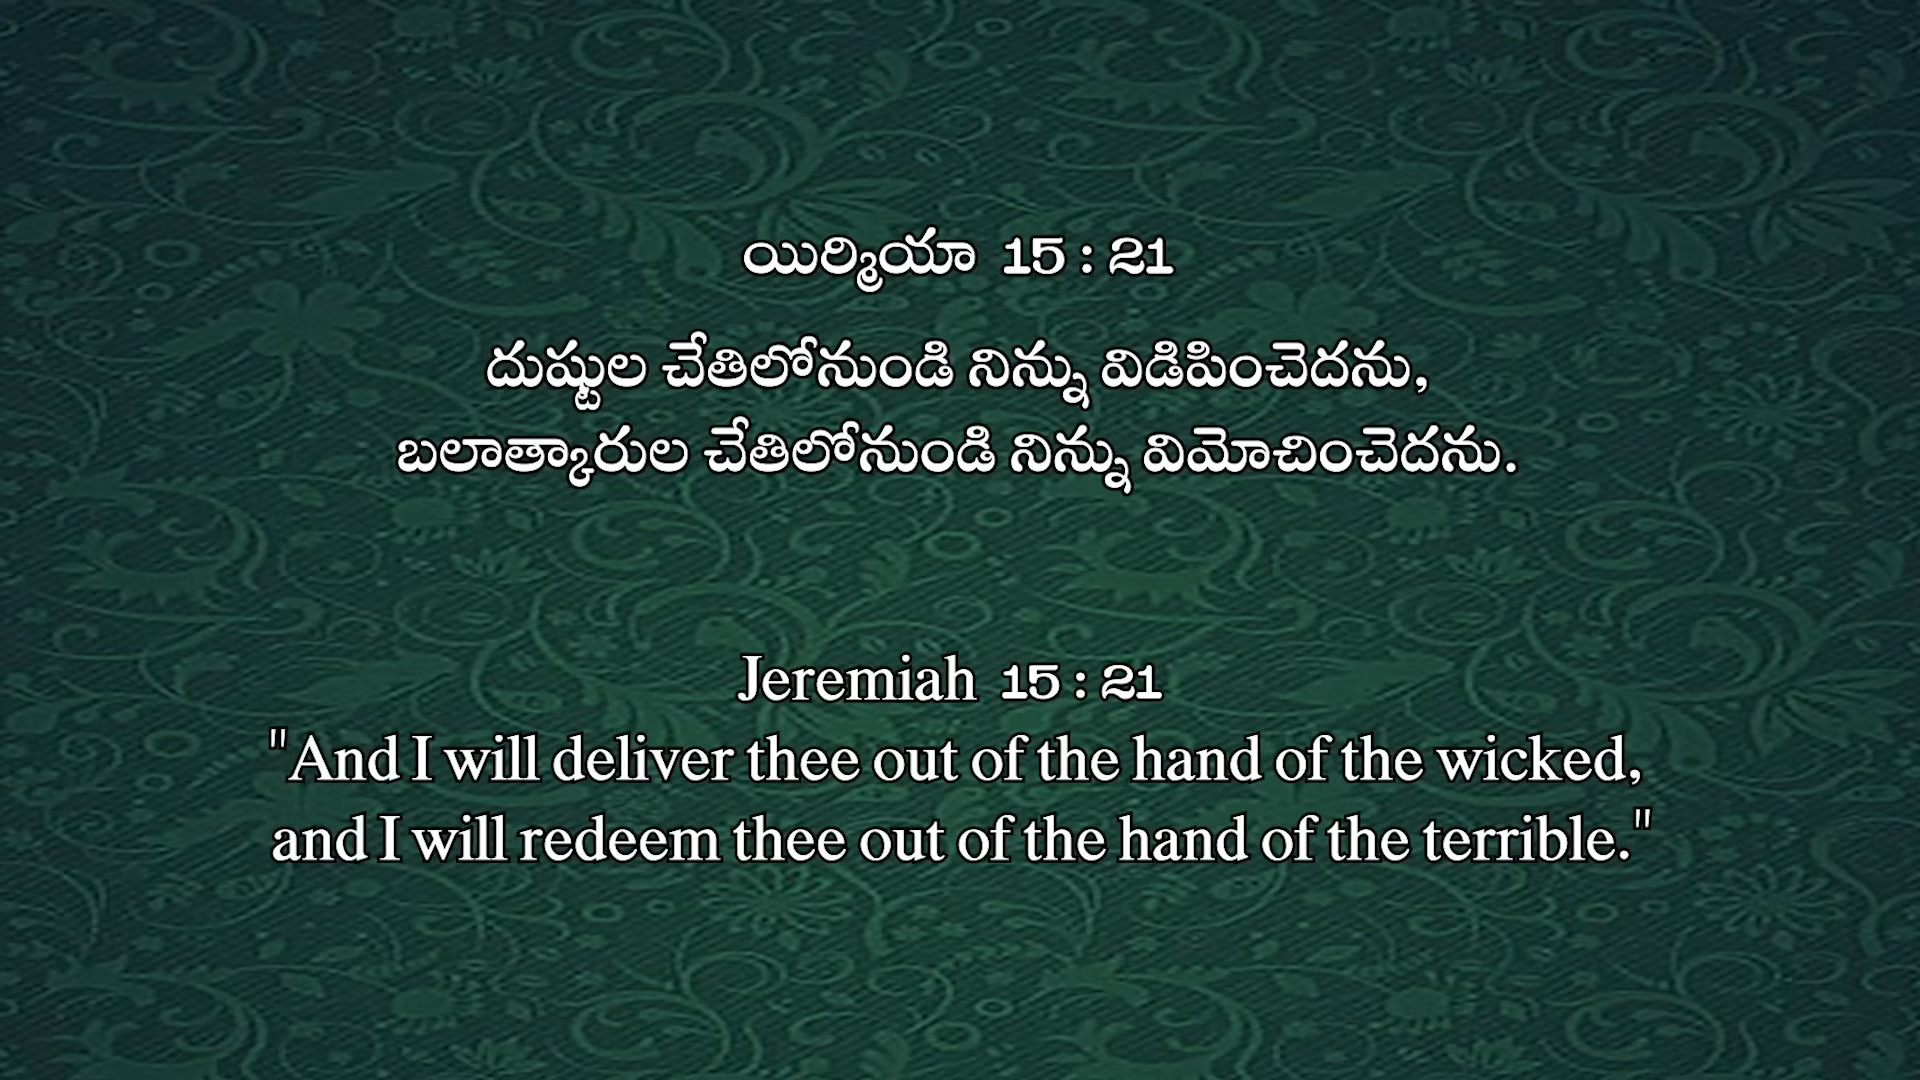 యిర్మియా 15 : 21
దుష్టుల చేతిలోనుండి నిన్ను విడిపించెదను,
బలాత్కారుల చేతిలోనుండి నిన్ను విమోచించెదను.
Jeremiah 15 : 21
"And I will deliver thee out of the hand of the wicked,
and I will redeem thee out of the hand of the terrible."